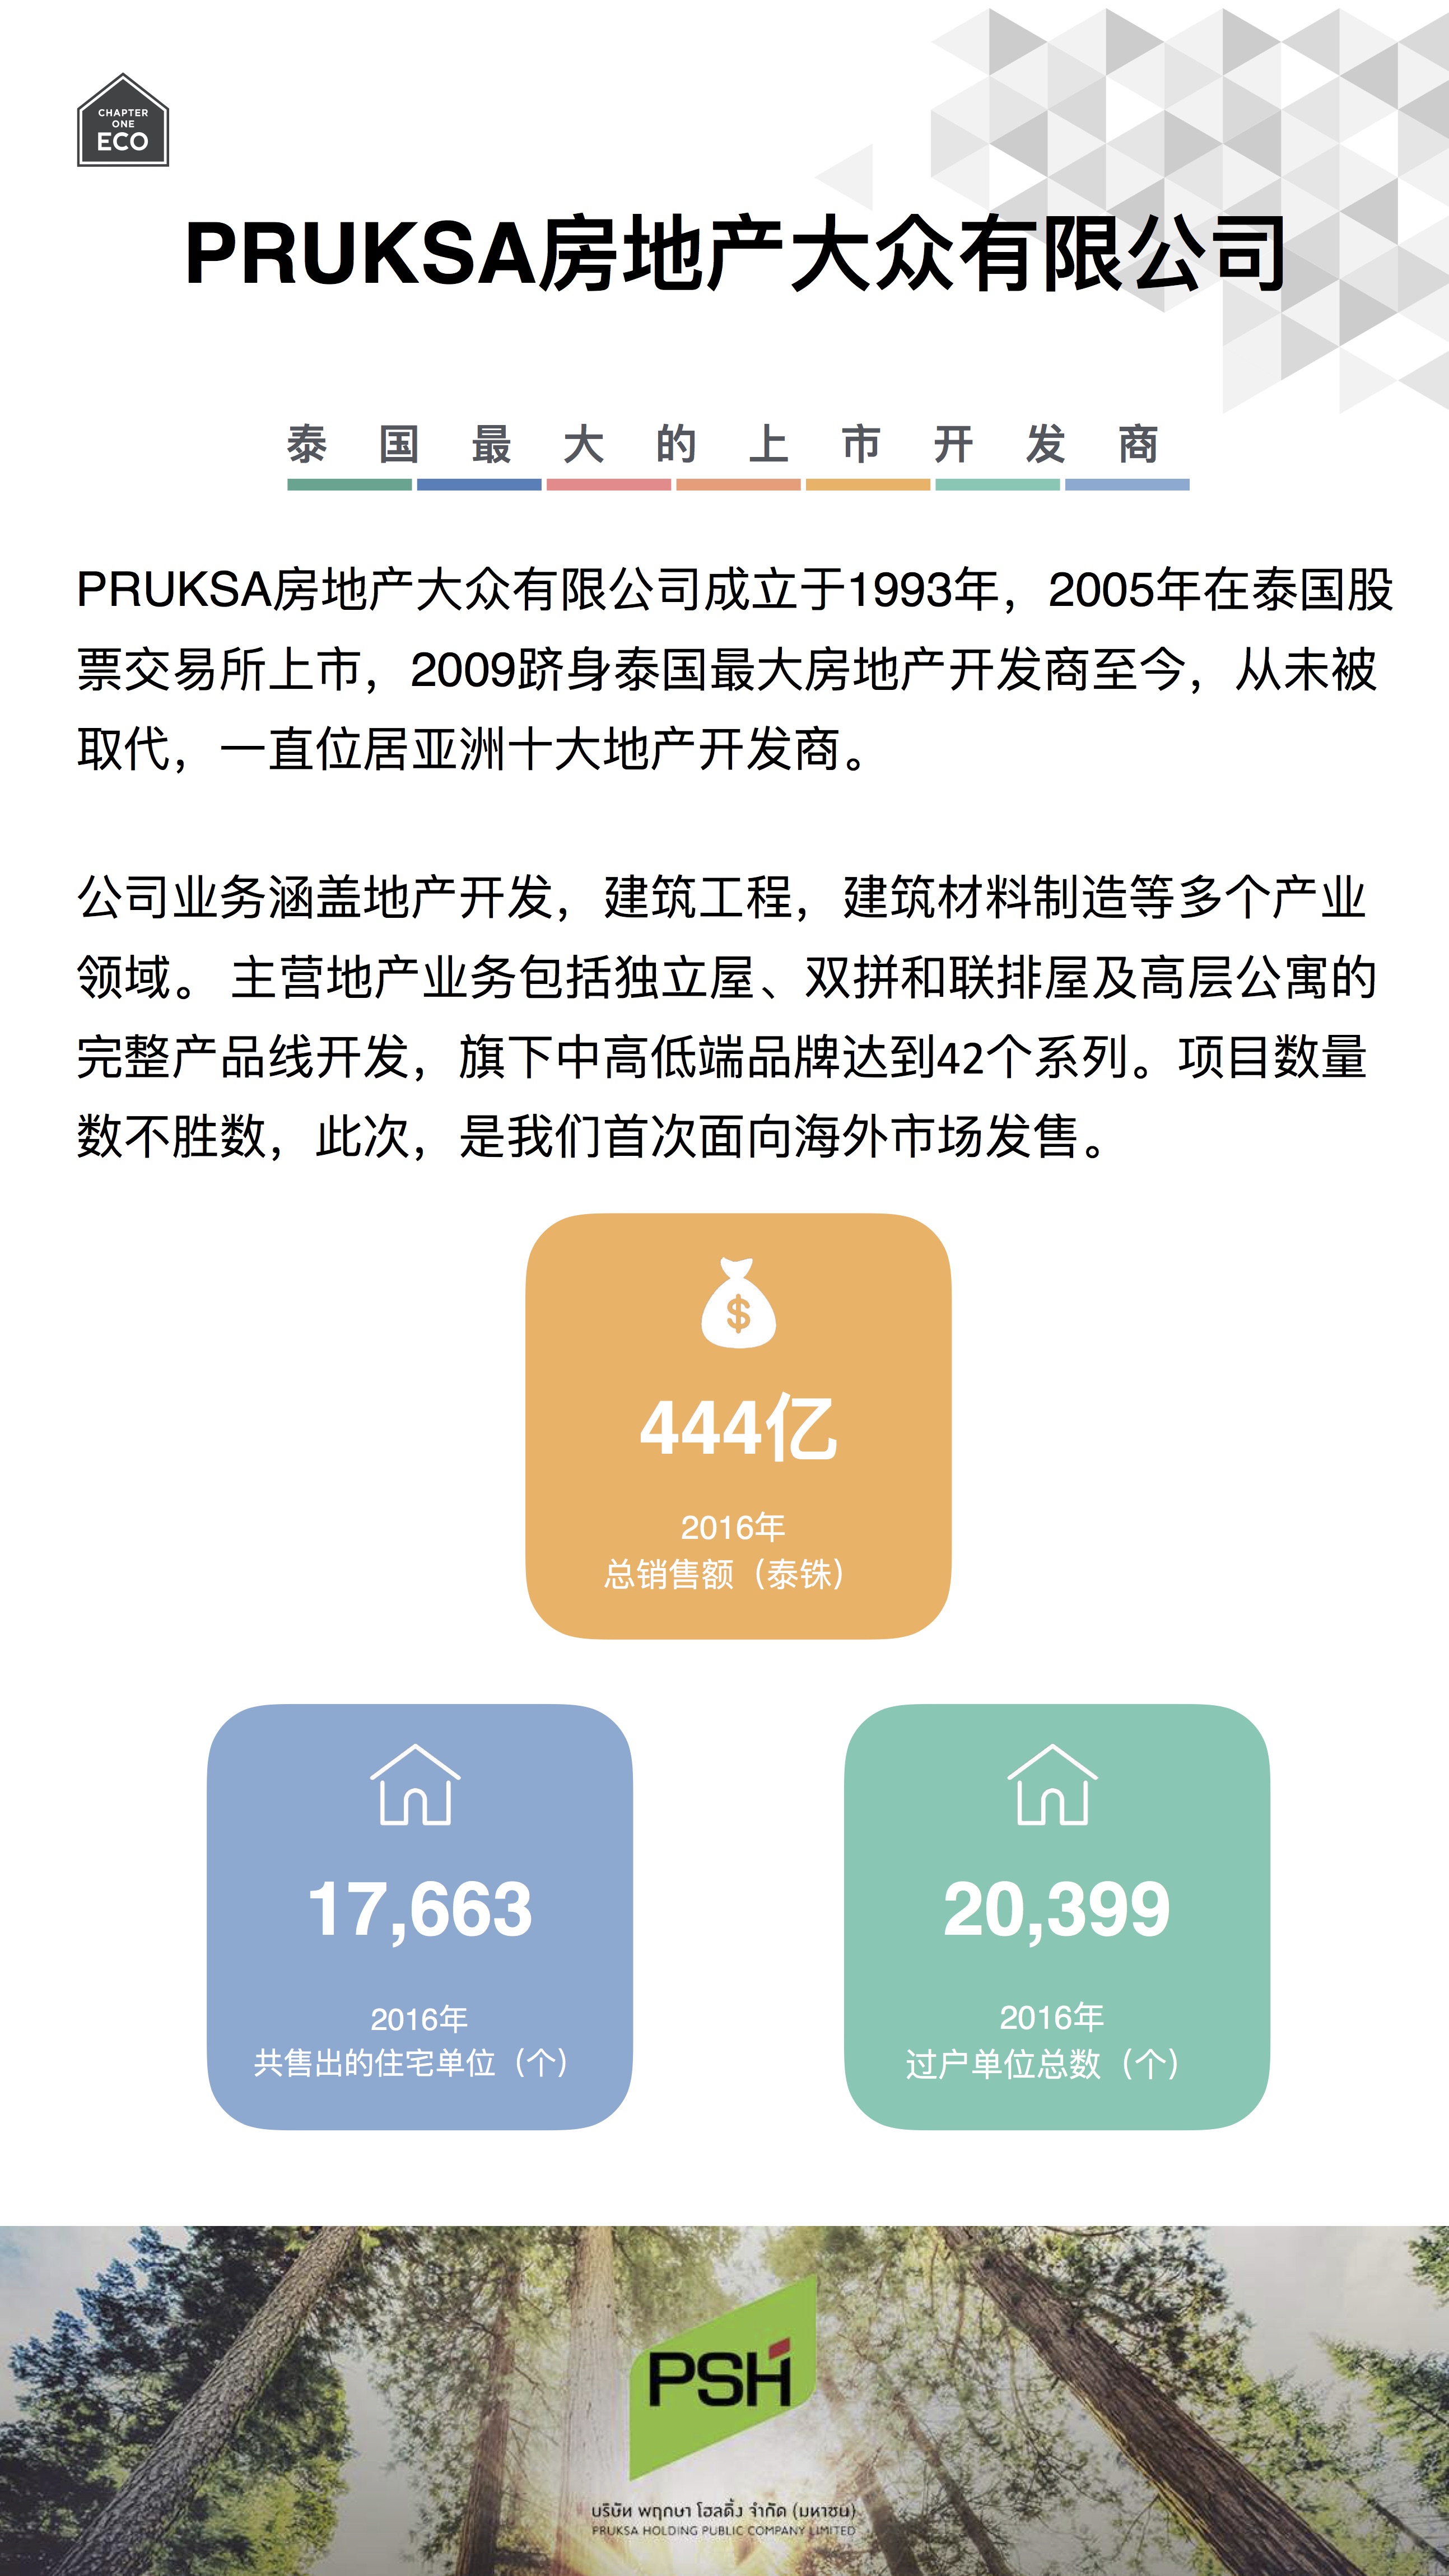 CHAPTER
ONE
ECO
PRUKSA房地产大众有限公司
泰国最大的上市开发商
PRUKSA房地产大众有限公司成立于1993年，2005年在泰国股
票交易所上市，2009跻身泰国最大房地产开发商至今，从未被
取代，一直位居亚洲十大地产开发商。
公司业务涵盖地产开发，建筑工程，建筑材料制造等多个产业
领域。 主营地产业务包括独立屋、双拼和联排屋及高层公寓的
完整产品线开发，旗下中高低端品牌达到42个系列。项目数量
数不胜数，此次，是我们首次面向海外市场发售。
$
444亿
2016年
总销售额（泰铢）
17,663
2016年
共售出的住宅单位（个）
20,399
2016年
过户单位总数（个）
PSH
บริษัท พฤกษา โฮลดิ้ง จำกัด (มหาชน)
PRUKSA HOLDING PUBLIC COMPANY LIMITED